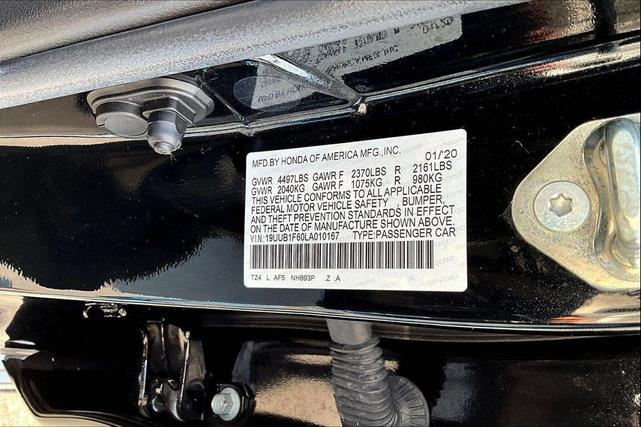 MFD.BY HONDA OF AMERICA MFG.,INC. 01/'20
GVWR 4497LBS GAWR F 2370LBS R 2161LBS
GVWR 2040KG GAWR F 1075KG R 980KG
THIS VEHICLE CONFORMS TO ALL APPLICABLE
FEDERAL MOTOR VEHICLE SAFETY , BUMPER,
AND THEFT PREVENTION STANDARDS IN EFFECT
ON THE DATE OF MANUFACTURE SHOWN ABOVE.
V.I.N.:19UUB1F60LA010167 TYPE:PASSENGER CAR
TZ4 L AF5 NH893P .Z .A